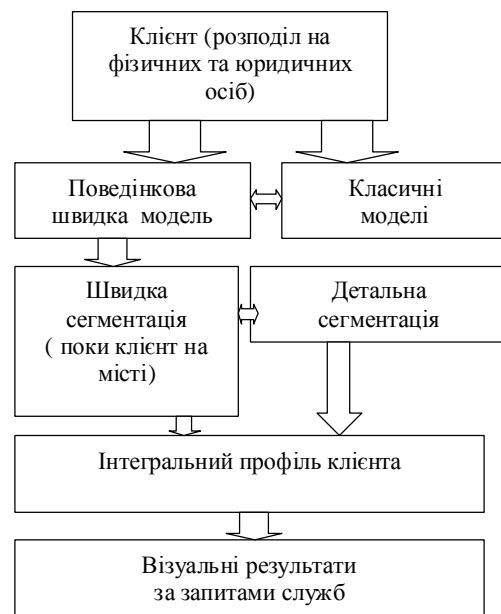 Клієнт (розподіл на
фізичних та юридичних
осіб)
Поведінкова
швидка модель
Класичні
моделі
Швидка
сегментація
( поки клієнт на
місті)
Детальна
сегментація
Інтегральний профіль клієнта
Візуальні результати
за запитами служб